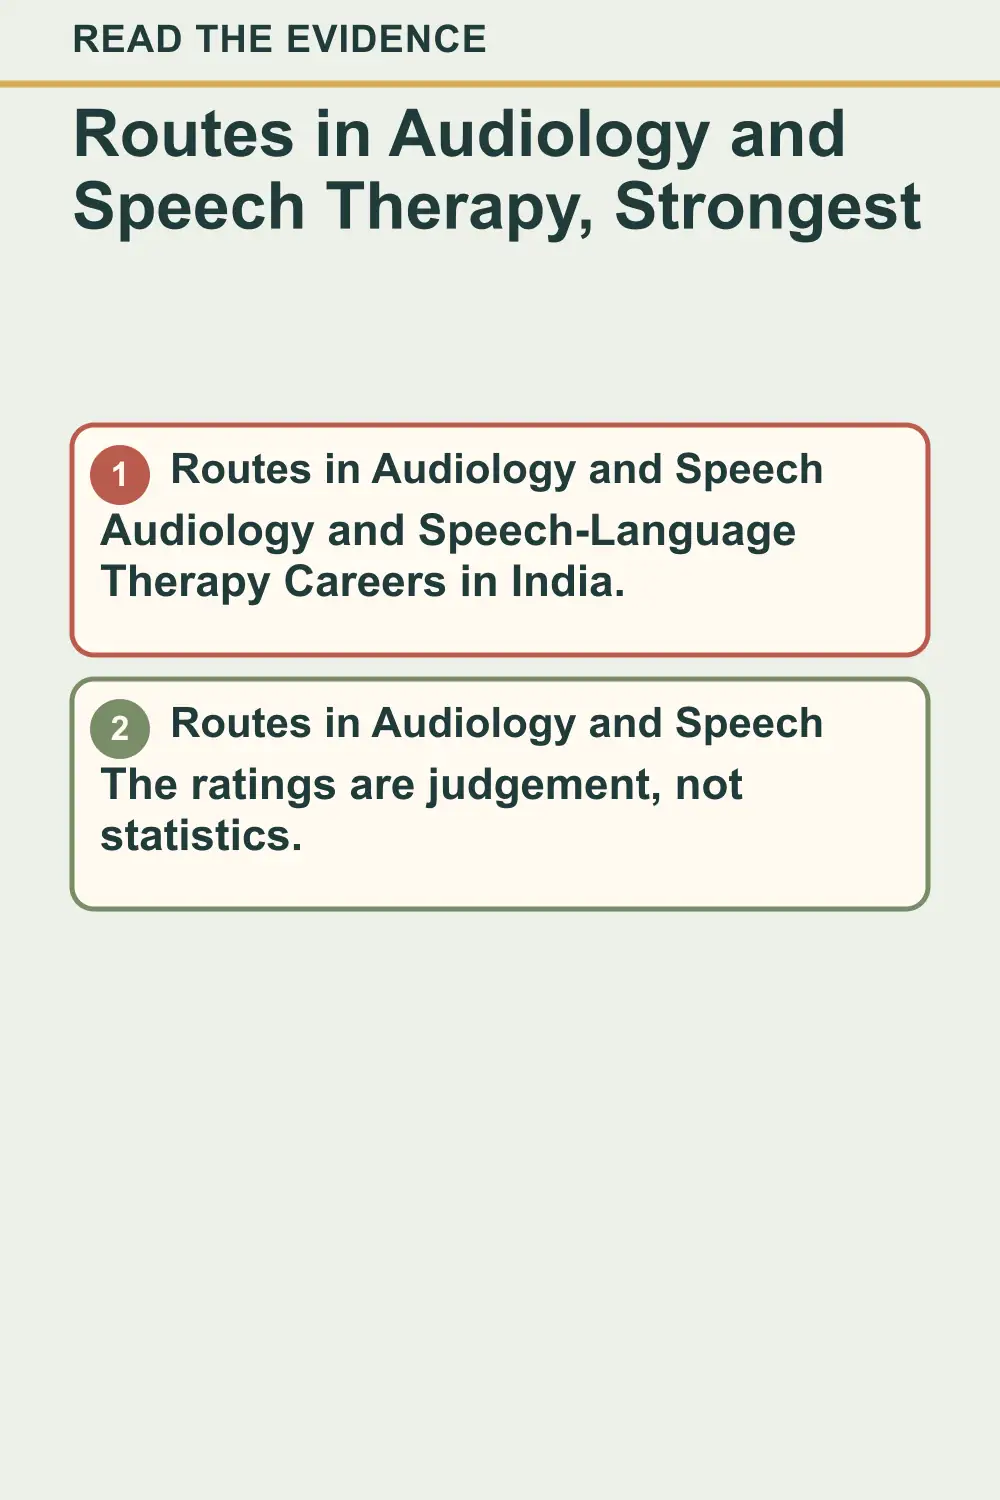 READ THE EVIDENCE
Routes in Audiology and
Speech Therapy, Strongest
1 Routes in Audiology and Speech
Audiology and Speech-Language
Therapy Careers in India.
2 Routes in Audiology and Speech
The ratings are judgement, not
statistics.